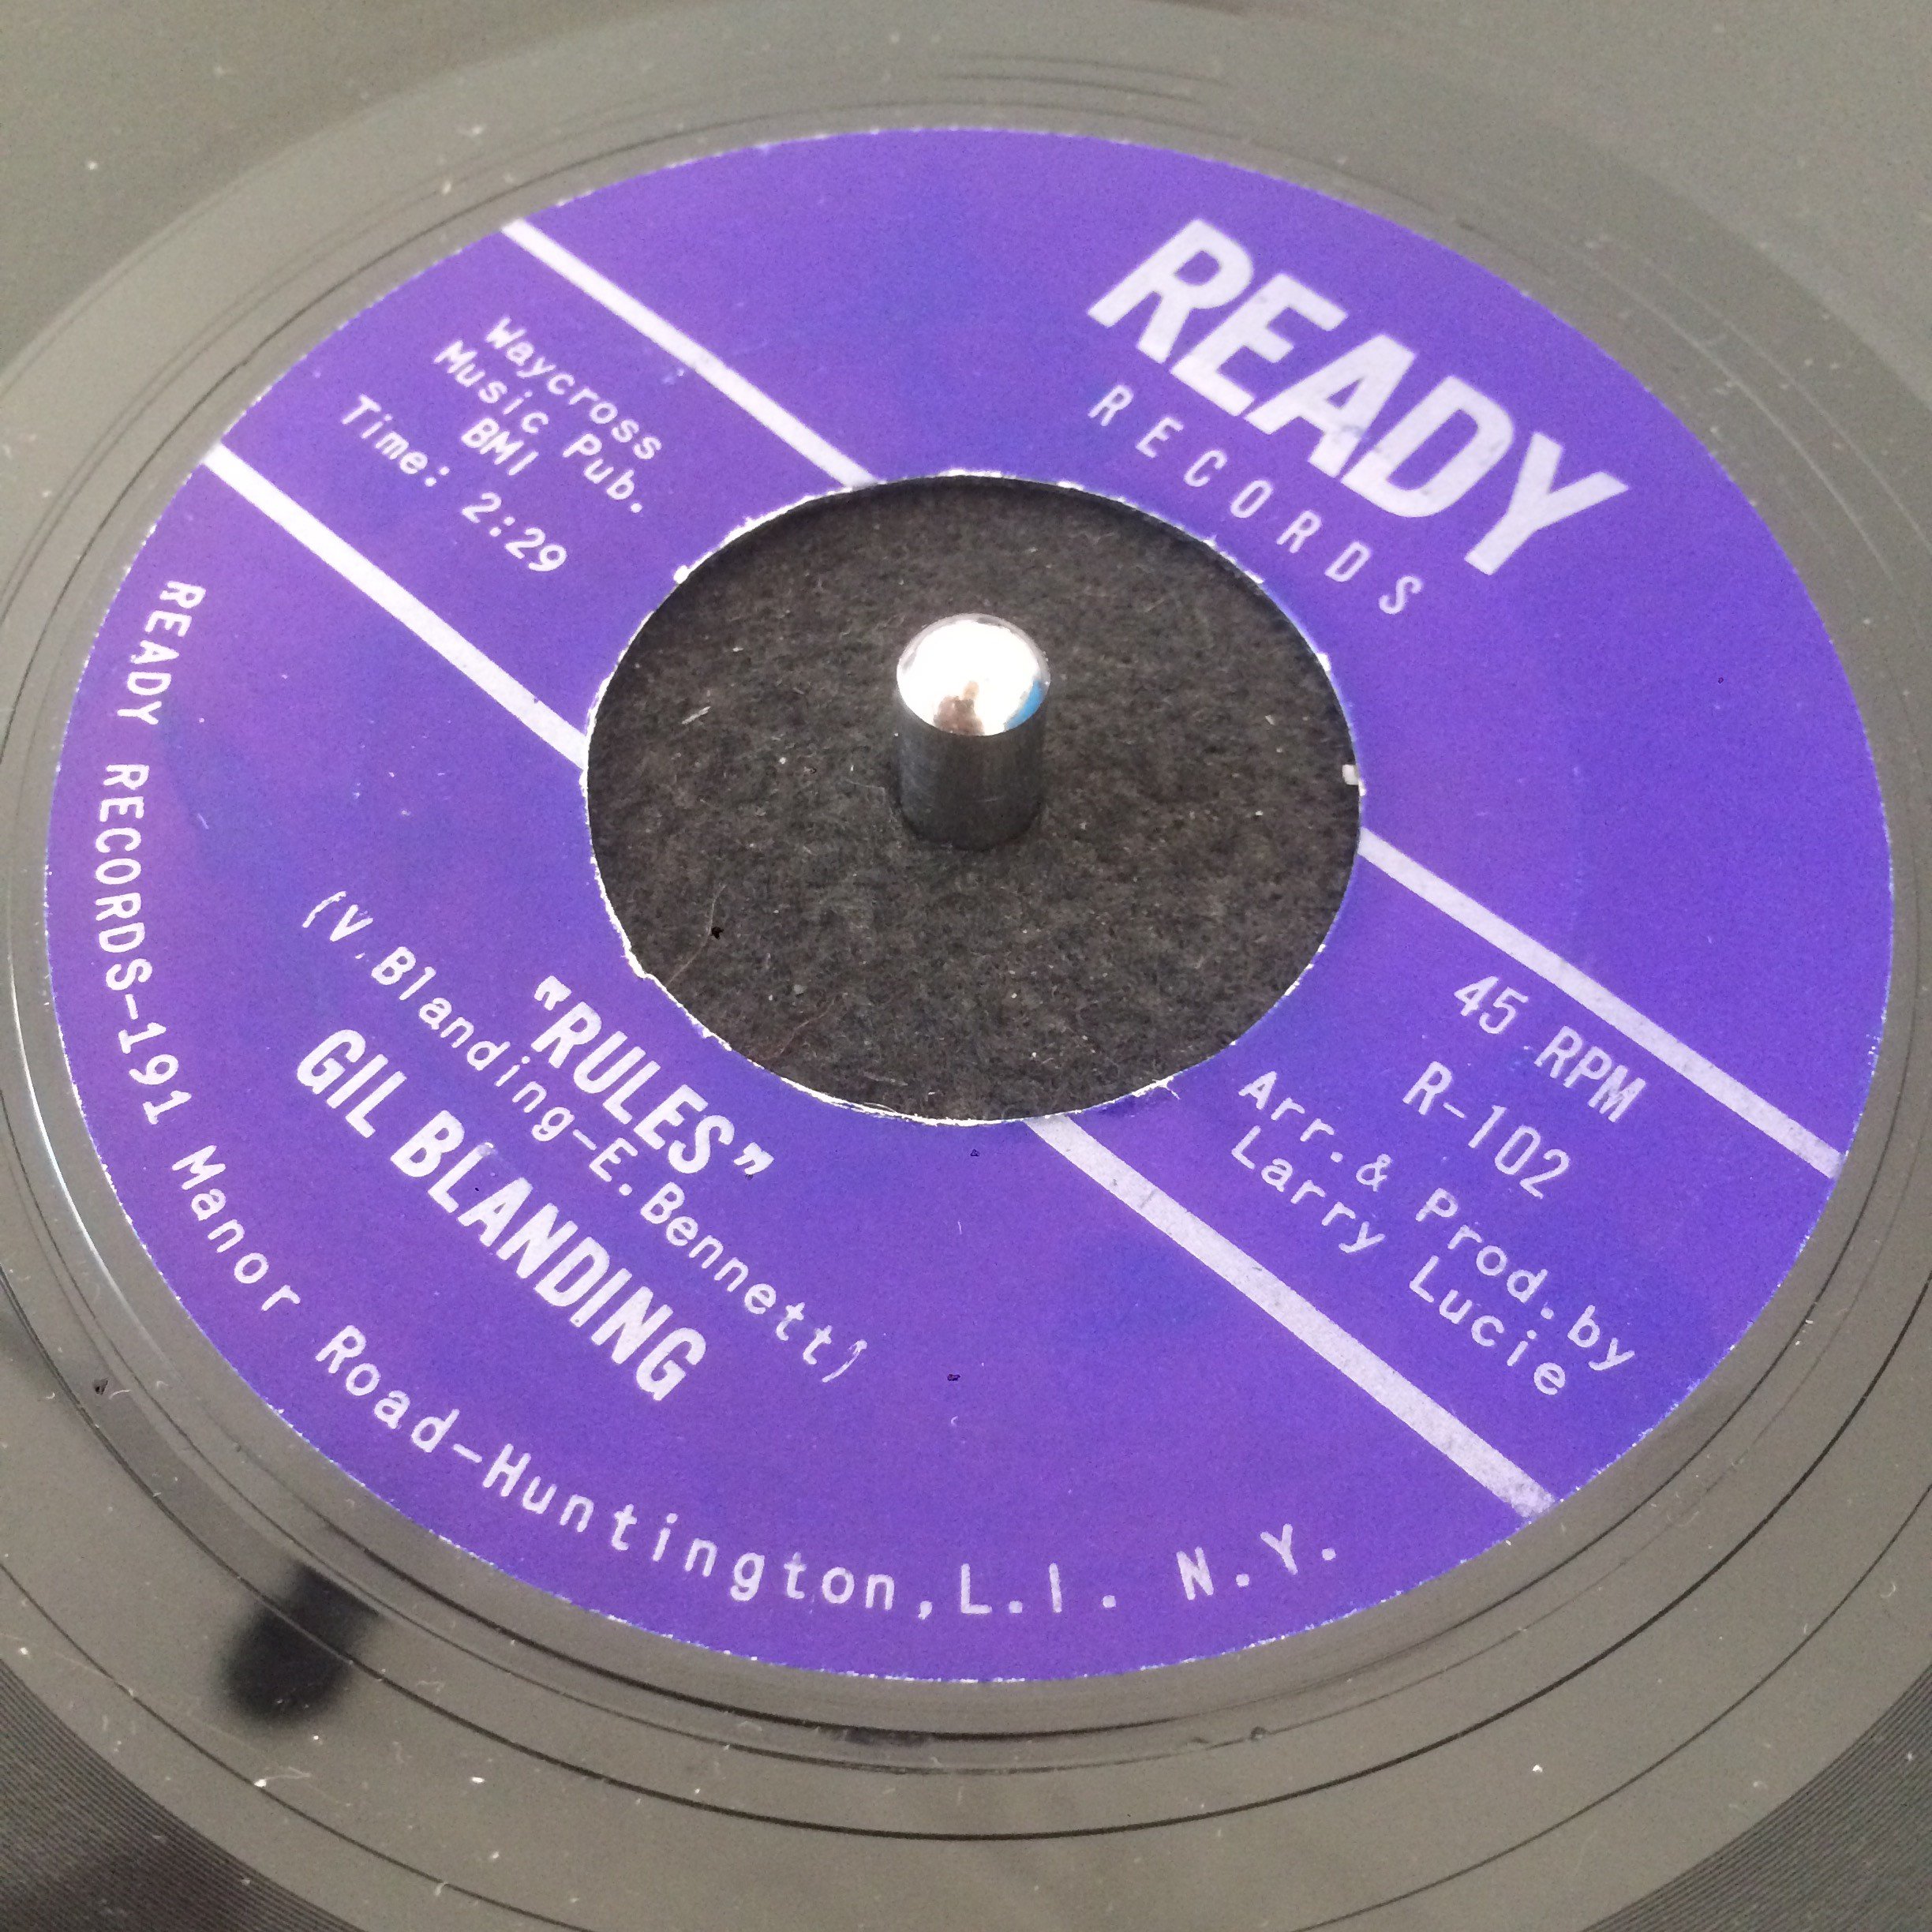 READY
RECORDS
Waycross
Music Pub.
BMI
Time: 2:29
45 RPM
R-102
Arr.& Prod.by
Larry Lucie
"RULES"
(V.Blanding-E.Bennett)
GIL BLANDING
READY RECORDS-191 Manor Road-Huntington,L.I. N.Y.